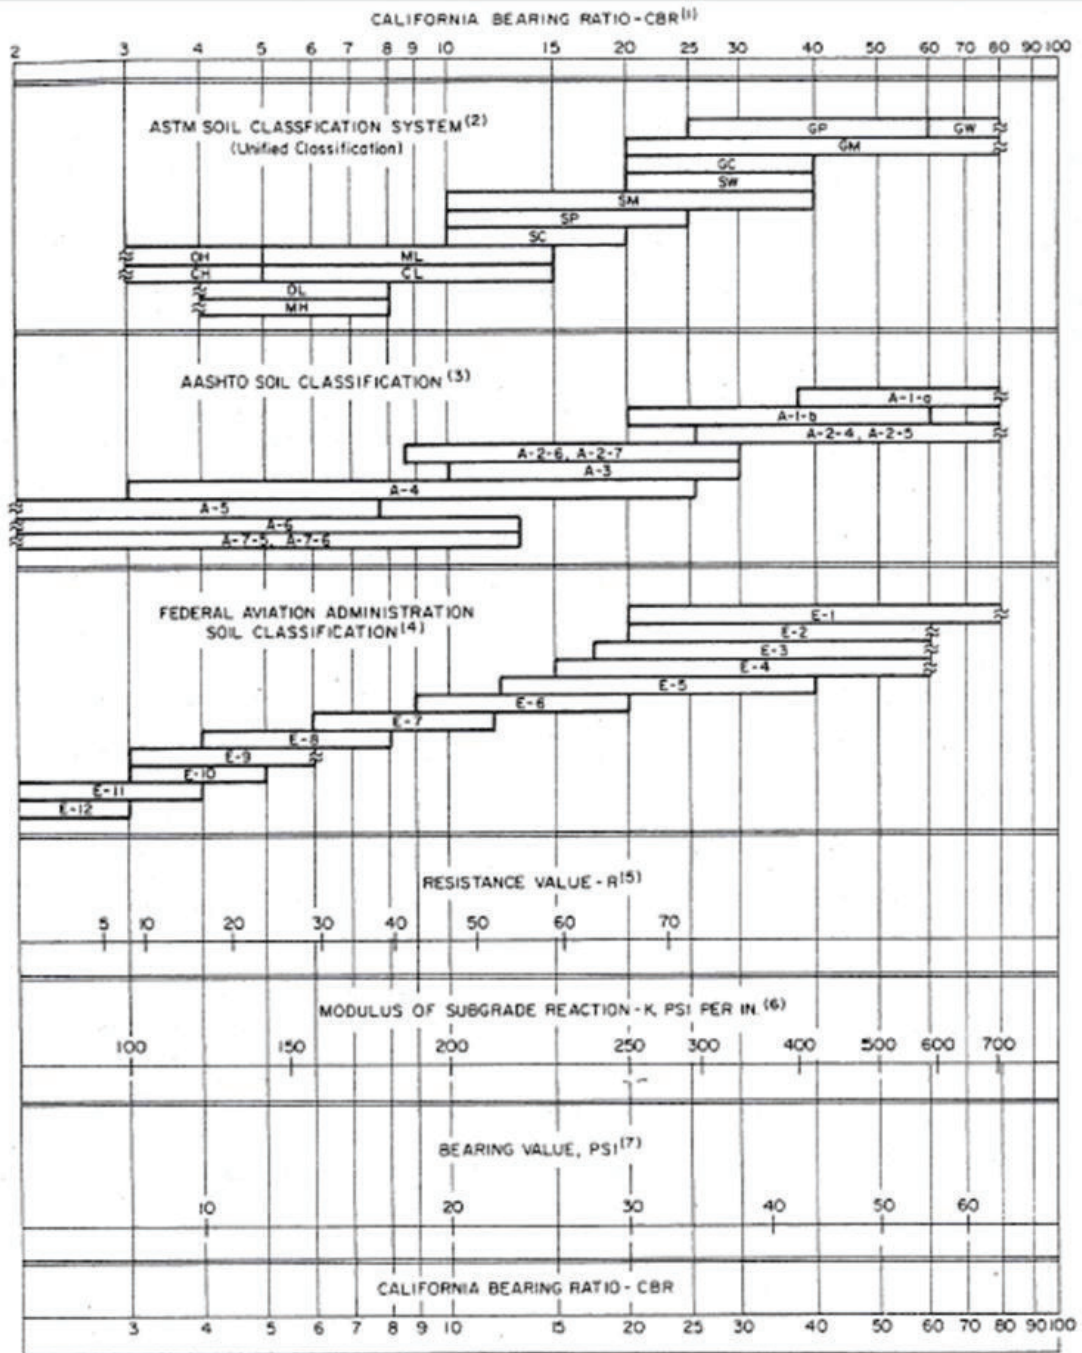 CALIFORNIA BEARING RATIO-CBR(1)
2 3 4 5 6 7 8 9 10 15 20 25 30 40 50 60 70 80 90 100
ASTM SOIL CLASSFICATION SYSTEM(2)
(Unified Classification)
GP GW
GM
GC
SW
SM
SP
SC
OH ML
CH CL
OL
MH
AASHTO SOIL CLASSIFICATION(3)
A-1-a
A-1-b
A-2-4, A-2-5
A-2-6, A-2-7
A-3
A-4
A-5
A-6
A-7-5, A-7-6
FEDERAL AVIATION ADMINISTRATION
SOIL CLASSIFICATION(4)
E-1
E-2
E-3
E-4
E-5
E-6
E-7
E-8
E-9
E-10
E-11
E-12
RESISTANCE VALUE-R(5)
5 10 20 30 40 50 60 70
MODULUS OF SUBGRADE REACTION-K, PSI PER IN.(6)
100 150 200 250 300 400 500 600 700
BEARING VALUE, PSI(7)
10 20 30 40 50 60
CALIFORNIA BEARING RATIO-CBR
3 4 5 6 7 8 9 10 15 20 25 30 40 50 60 70 80 90 100